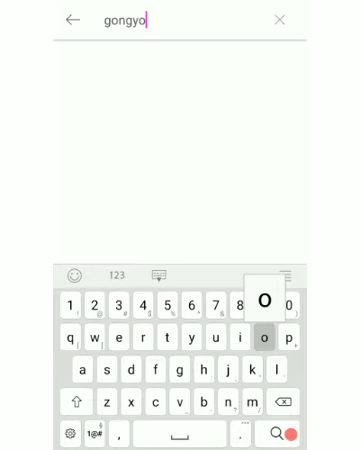 gongyo
123
O
1 ! 2 @ 3 # 4 $ 5 % 6 ^ 7 & 8 0 )
q [ w ] e r t y u i o p +
a s d f g h j k l
z x c v b n m
1@# , .